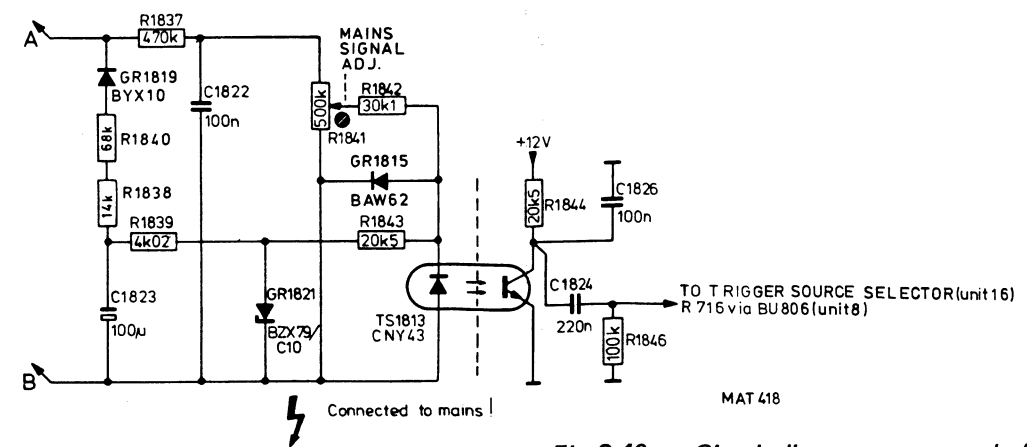 A
R1837
470k
MAINS
SIGNAL
ADJ.
GR1819
BYX10
C1822
100n
500k
R1842
30k1
R1841
68k
R1840
14k
R1838
GR1815
BAW62
+12V
20k5
R1844
C1826
100n
R1839
4k02
R1843
20k5
C1823
100µ
GR1821
BZX79/
C10
TS1813
CNY43
C1824
220n
TO TRIGGER SOURCE SELECTOR(unit16)
R 716 via BU806(unit8)
100k
R1846
B
Connected to mains !
MAT 418